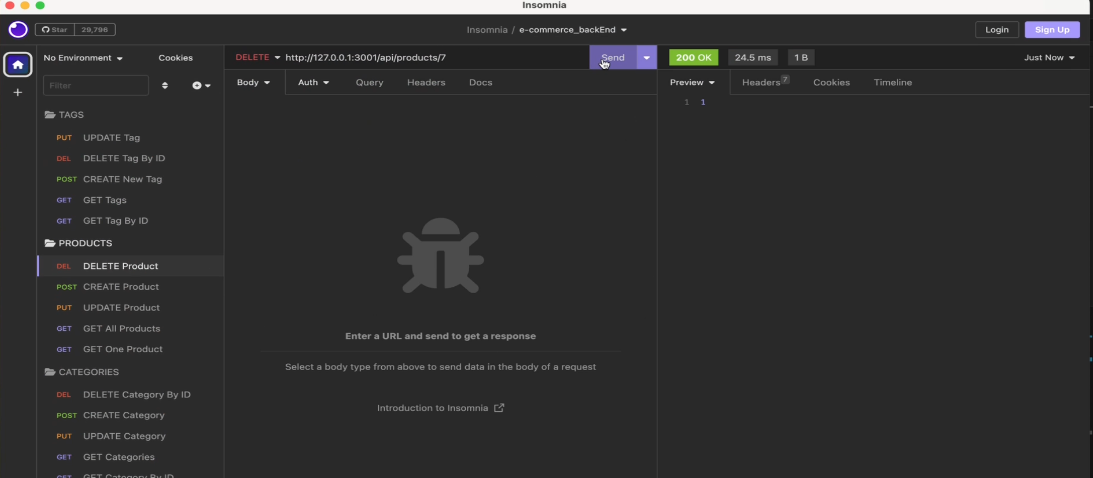 Insomnia
Star 29,796
Insomnia / e-commerce_backEnd
Login
Sign Up
No Environment
Cookies
DELETE http://127.0.0.1:3001/api/products/7
Send
200 OK
24.5 ms
1 B
Just Now
Filter
Body
Auth
Query
Headers
Docs
Preview
Headers 7
Cookies
Timeline
1 1
TAGS
PUT UPDATE Tag
DEL DELETE Tag By ID
POST CREATE New Tag
GET GET Tags
GET GET Tag By ID
PRODUCTS
DEL DELETE Product
POST CREATE Product
PUT UPDATE Product
GET GET All Products
GET GET One Product
CATEGORIES
DEL DELETE Category By ID
POST CREATE Category
PUT UPDATE Category
GET GET Categories
GET GET Category By ID
Enter a URL and send to get a response
Select a body type from above to send data in the body of a request
Introduction to Insomnia